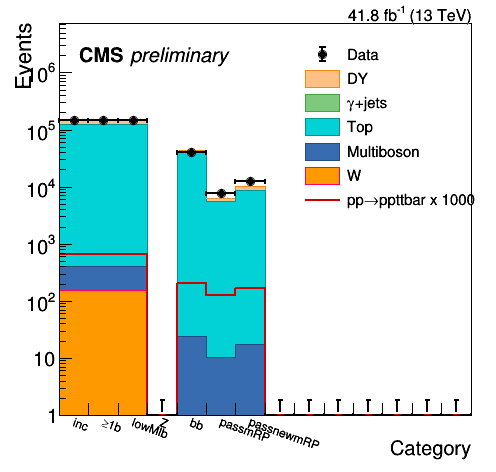 41.8 fb⁻¹ (13 TeV)
Events
CMS preliminary
Data
DY
γ+jets
Top
Multiboson
W
pp→ppttbar x 1000
10⁶
10⁵
10⁴
10³
10²
10
1
inc
≥1b
lowMlb
Z
bb
passmRP
passnewmRP
Category